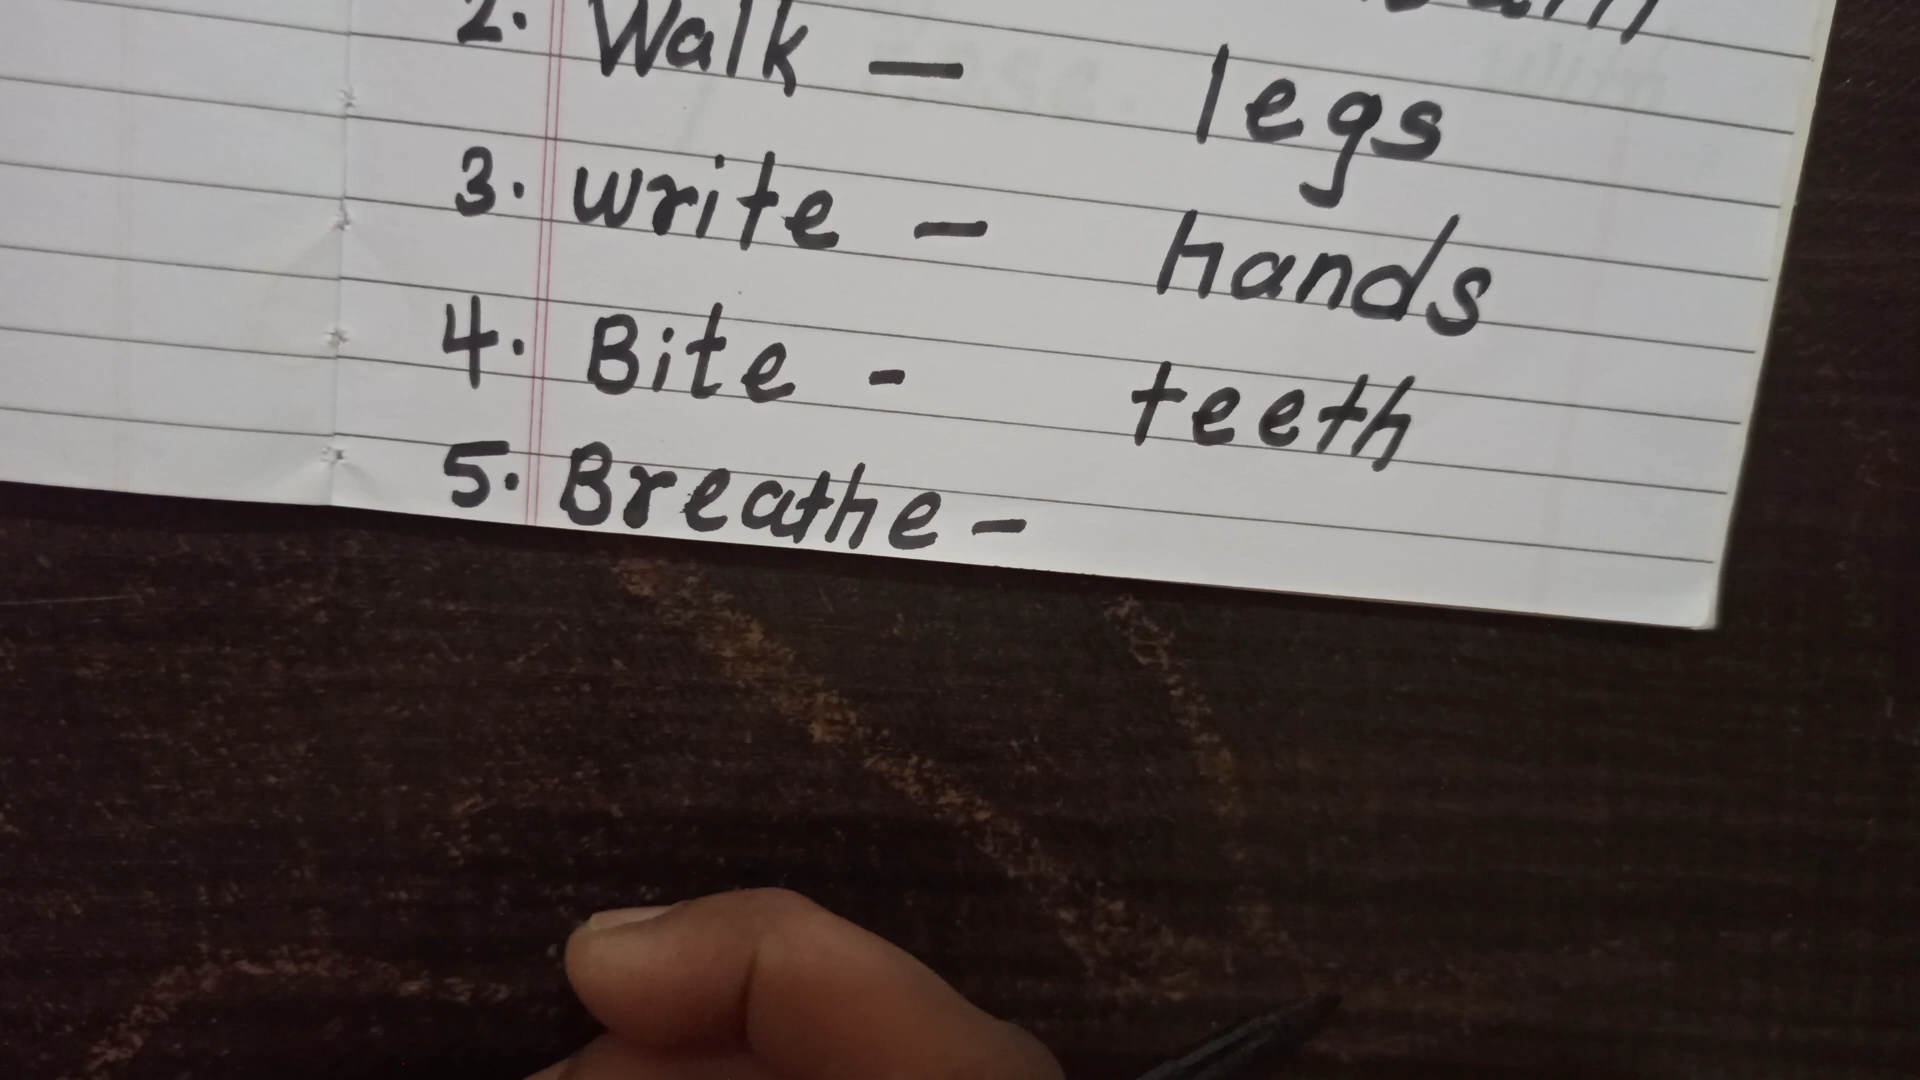 2. Walk — legs
3. write — hands
4. Bite - teeth
5. Breathe -